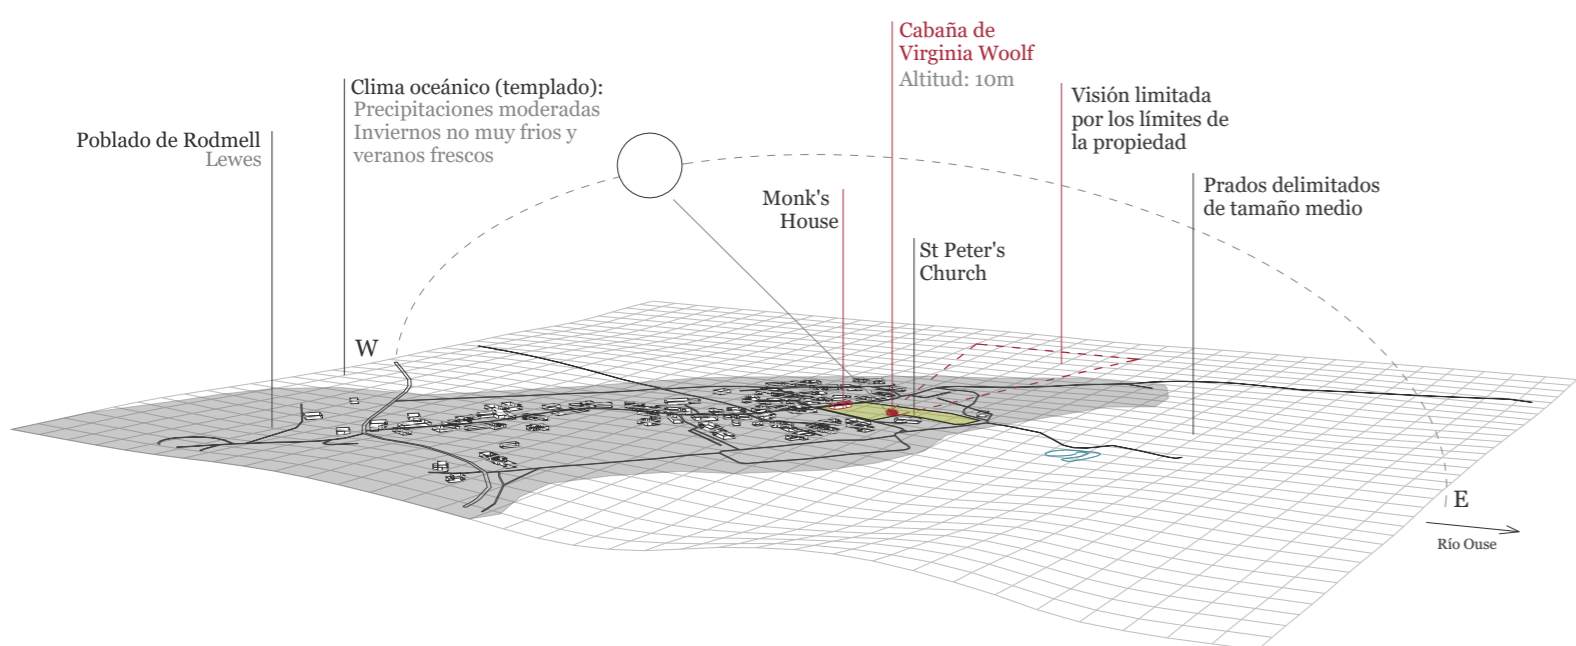 Cabaña de
Virginia Woolf
Altitud: 10m
Clima oceánico (templado):
Precipitaciones moderadas
Inviernos no muy frios y
veranos frescos
Visión limitada
por los límites de
la propiedad
Poblado de Rodmell
Lewes
Monk's
House
Prados delimitados
de tamaño medio
St Peter's
Church
W
E
Río Ouse